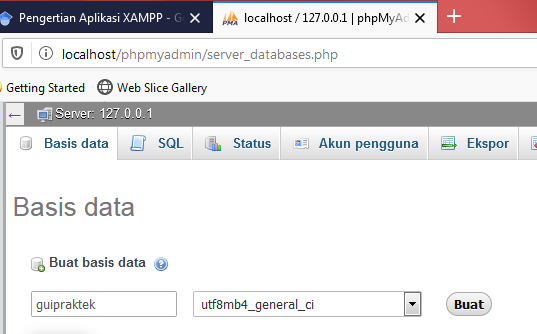 Pengertian Aplikasi XAMPP - G
localhost / 127.0.0.1 | phpMyAd
localhost/phpmyadmin/server_databases.php
Getting Started Web Slice Gallery
Server: 127.0.0.1
Basis data SQL Status Akun pengguna Ekspor
Basis data
Buat basis data
guipraktek utf8mb4_general_ci Buat